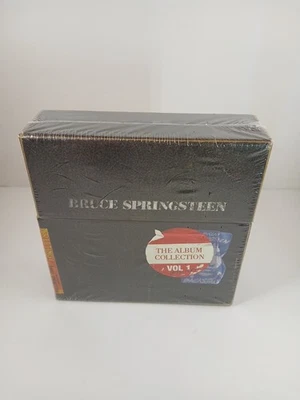 BRUCE SPRINGSTEEN
THE ALBUM
COLLECTION
VOL 1